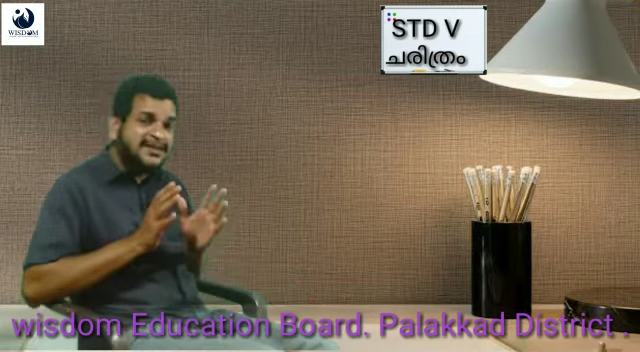 WISDOM
STD V
ചരിത്രം
wisdom Education Board. Palakkad District .